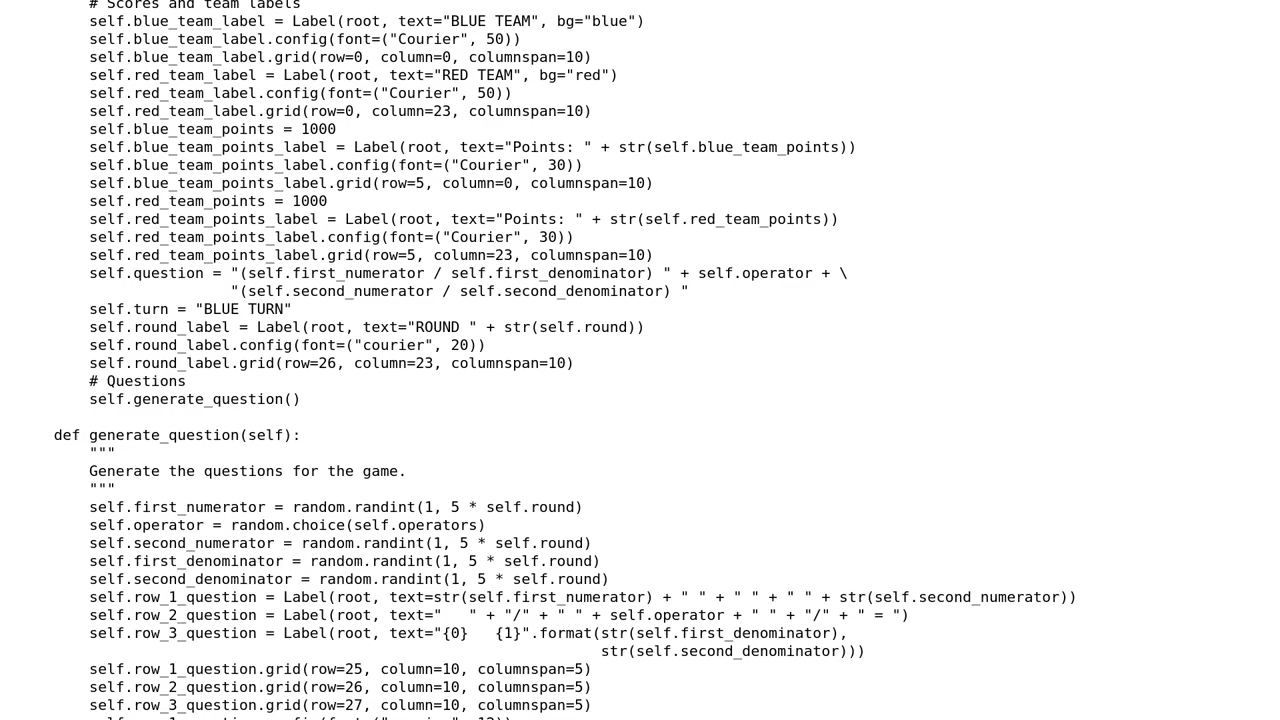 # Scores and team labels
self.blue_team_label = Label(root, text="BLUE TEAM", bg="blue")
self.blue_team_label.config(font=("Courier", 50))
self.blue_team_label.grid(row=0, column=0, columnspan=10)
self.red_team_label = Label(root, text="RED TEAM", bg="red")
self.red_team_label.config(font=("Courier", 50))
self.red_team_label.grid(row=0, column=23, columnspan=10)
self.blue_team_points = 1000
self.blue_team_points_label = Label(root, text="Points: " + str(self.blue_team_points))
self.blue_team_points_label.config(font=("Courier", 30))
self.blue_team_points_label.grid(row=5, column=0, columnspan=10)
self.red_team_points = 1000
self.red_team_points_label = Label(root, text="Points: " + str(self.red_team_points))
self.red_team_points_label.config(font=("Courier", 30))
self.red_team_points_label.grid(row=5, column=23, columnspan=10)
self.question = "(self.first_numerator / self.first_denominator) " + self.operator + \
"(self.second_numerator / self.second_denominator) "
self.turn = "BLUE TURN"
self.round_label = Label(root, text="ROUND " + str(self.round))
self.round_label.config(font=("courier", 20))
self.round_label.grid(row=26, column=23, columnspan=10)
# Questions
self.generate_question()
def generate_question(self):
"""
Generate the questions for the game.
"""
self.first_numerator = random.randint(1, 5 * self.round)
self.operator = random.choice(self.operators)
self.second_numerator = random.randint(1, 5 * self.round)
self.first_denominator = random.randint(1, 5 * self.round)
self.second_denominator = random.randint(1, 5 * self.round)
self.row_1_question = Label(root, text=str(self.first_numerator) + " " + " " + " " + str(self.second_numerator))
self.row_2_question = Label(root, text="   " + "/" + " " + self.operator + " " + "/" + " = ")
self.row_3_question = Label(root, text="{0}   {1}".format(str(self.first_denominator),
str(self.second_denominator)))
self.row_1_question.grid(row=25, column=10, columnspan=5)
self.row_2_question.grid(row=26, column=10, columnspan=5)
self.row_3_question.grid(row=27, column=10, columnspan=5)